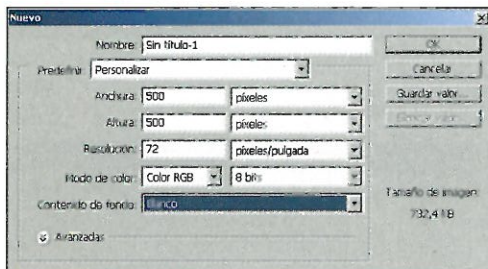 Nuevo
Nombre: Sin título-1
OK
Predefinir: Personalizar
Cancelar
Anchura: 500 píxeles
Guardar valor...
Altura: 500 píxeles
Eliminar valor...
Resolución: 72 píxeles/pulgada
Modo de color: Color RGB 8 bits
Tamaño de imagen:
Contenido de fondo: Blanco
732,4 KB
Avanzadas